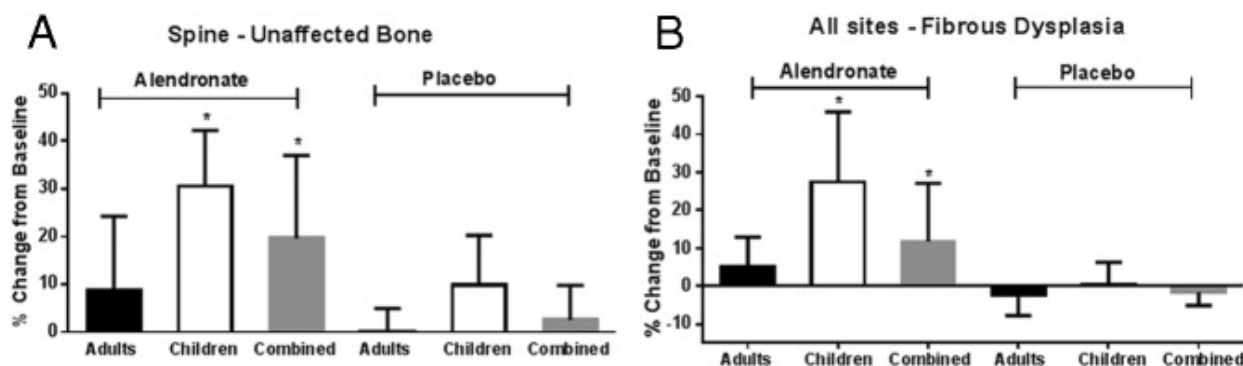 A
Spine - Unaffected Bone
Alendronate
Placebo
% Change from Baseline
50
40
30
20
10
0
*
*
Adults
Children
Combined
Adults
Children
Combined
B
All sites - Fibrous Dysplasia
Alendronate
Placebo
% Change from Baseline
50
40
30
20
10
0
-10
*
*
Adults
Children
Combined
Adults
Children
Combined